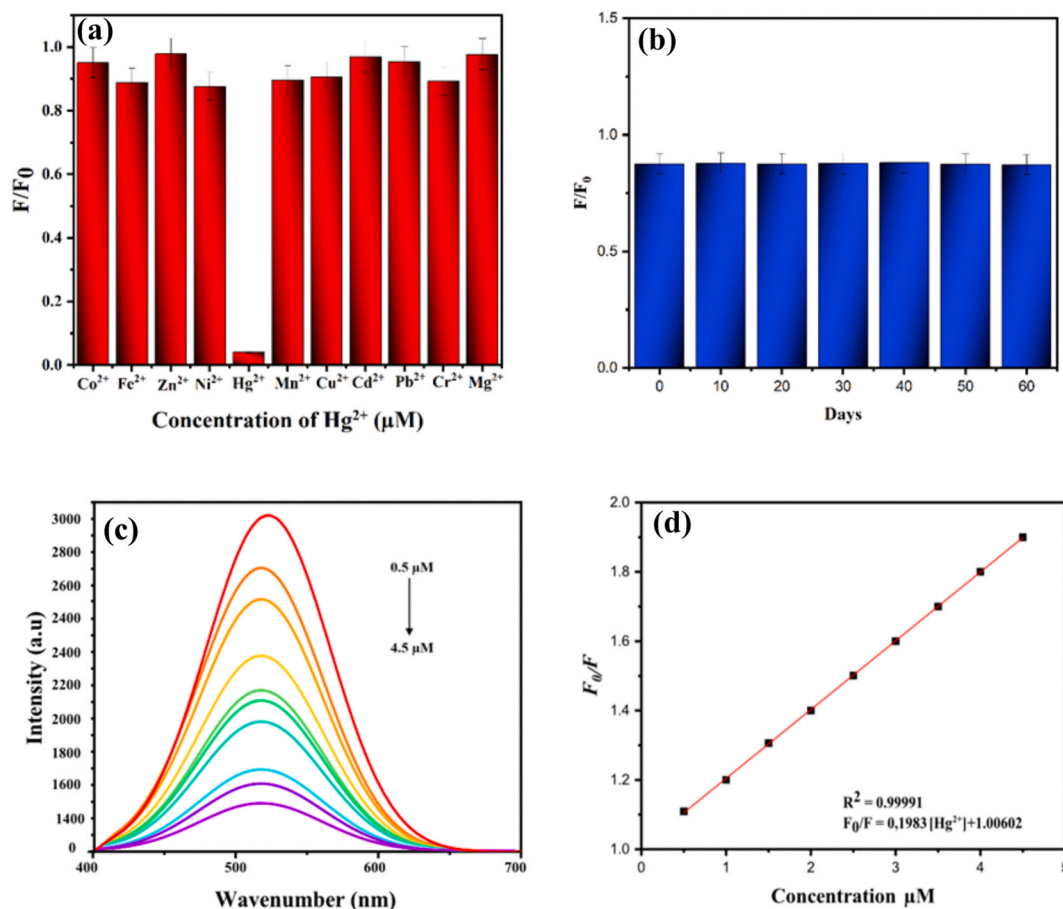 (a)
1.0
0.8
0.6
0.4
0.2
0.0
F/F0
Co2+ Fe2+ Zn2+ Ni2+ Hg2+ Mn2+ Cu2+ Cd2+ Pb2+ Cr2+ Mg2+
Concentration of Hg2+ (μM)
(b)
1.5
1.0
0.5
0.0
F/F0
0 10 20 30 40 50 60
Days
(c)
3000
2800
2600
2400
2200
2000
1800
1600
1400
0
Intensity (a.u)
0.5 μM
4.5 μM
400 500 600 700
Wavenumber (nm)
(d)
2.0
1.8
1.6
1.4
1.2
1.0
F0/F
R2 = 0.99991
F0/F = 0,1983 [Hg2+]+1.00602
0 1 2 3 4 5
Concentration μM